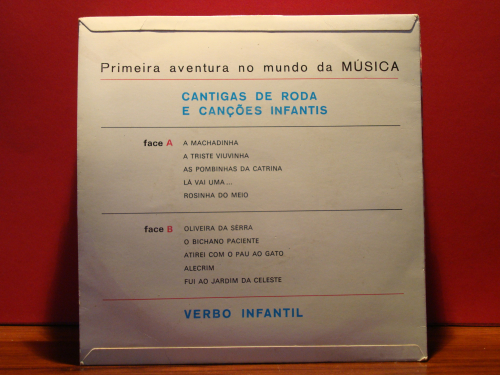 Primeira aventura no mundo da MÚSICA
CANTIGAS DE RODA
E CANÇÕES INFANTIS
face A
A MACHADINHA
A TRISTE VIUVINHA
AS POMBINHAS DA CATRINA
LÁ VAI UMA...
ROSINHA DO MEIO
face B
OLIVEIRA DA SERRA
O BICHANO PACIENTE
ATIREI COM O PAU AO GATO
ALECRIM
FUI AO JARDIM DA CELESTE
VERBO INFANTIL